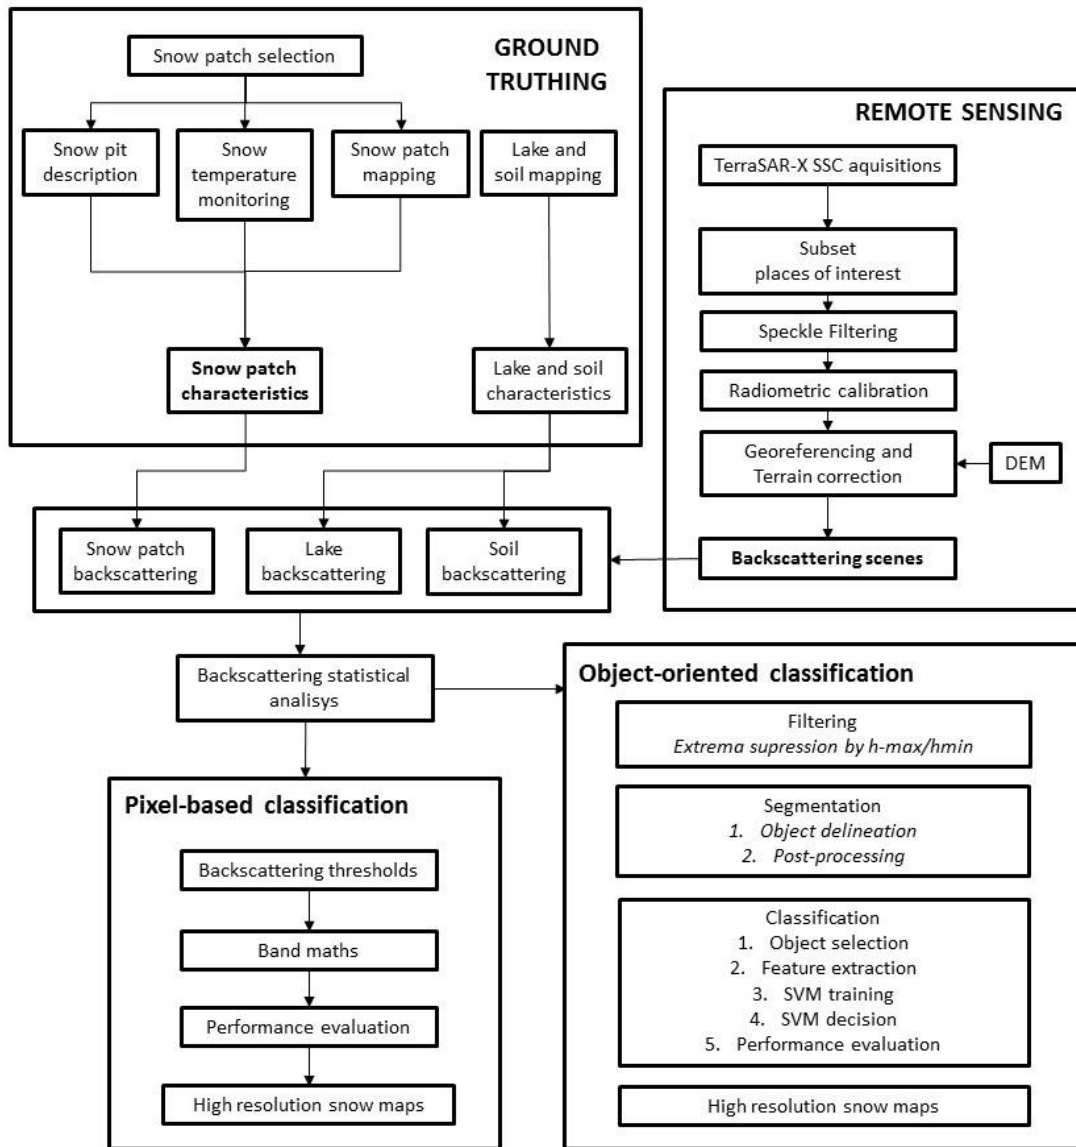 GROUND
TRUTHING
Snow patch selection
Snow pit
description
Snow
temperature
monitoring
Snow patch
mapping
Lake and
soil mapping
Snow patch
characteristics
Lake and soil
characteristics
REMOTE SENSING
TerraSAR-X SSC aquisitions
Subset
places of interest
Speckle Filtering
Radiometric calibration
Georeferencing and
Terrain correction
DEM
Backscattering scenes
Snow patch
backscattering
Lake
backscattering
Soil
backscattering
Backscattering statistical
analisys
Pixel-based classification
Backscattering thresholds
Band maths
Performance evaluation
High resolution snow maps
Object-oriented classification
Filtering
Extrema supression by h-max/hmin
Segmentation
1. Object delineation
2. Post-processing
Classification
1. Object selection
2. Feature extraction
3. SVM training
4. SVM decision
5. Performance evaluation
High resolution snow maps